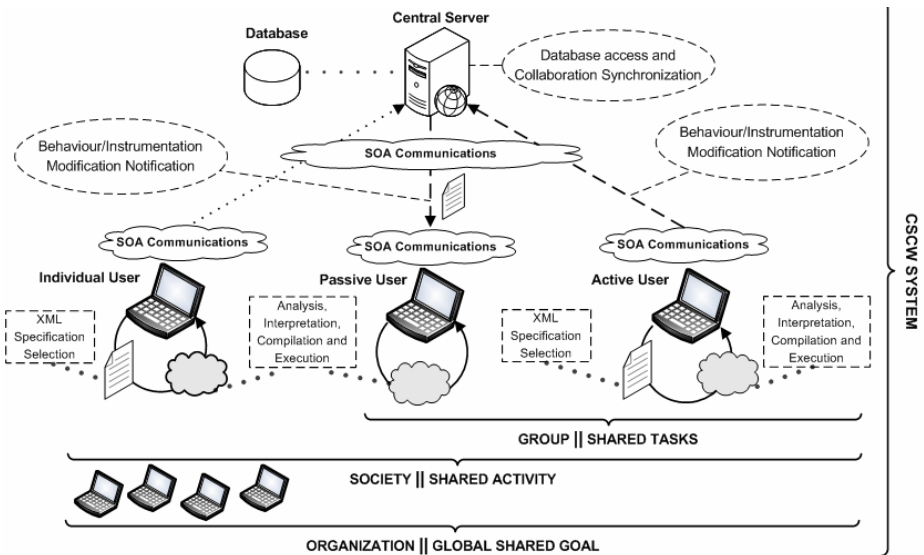 Central Server
Database
Database access and
Collaboration Synchronization
Behaviour/Instrumentation
Modification Notification
SOA Communications
Behaviour/Instrumentation
Modification Notification
SOA Communications
SOA Communications
SOA Communications
Individual User
Passive User
Active User
XML
Specification
Selection
Analysis,
Interpretation,
Compilation and
Execution
XML
Specification
Selection
Analysis,
Interpretation,
Compilation and
Execution
GROUP || SHARED TASKS
SOCIETY || SHARED ACTIVITY
ORGANIZATION || GLOBAL SHARED GOAL
CSCW SYSTEM